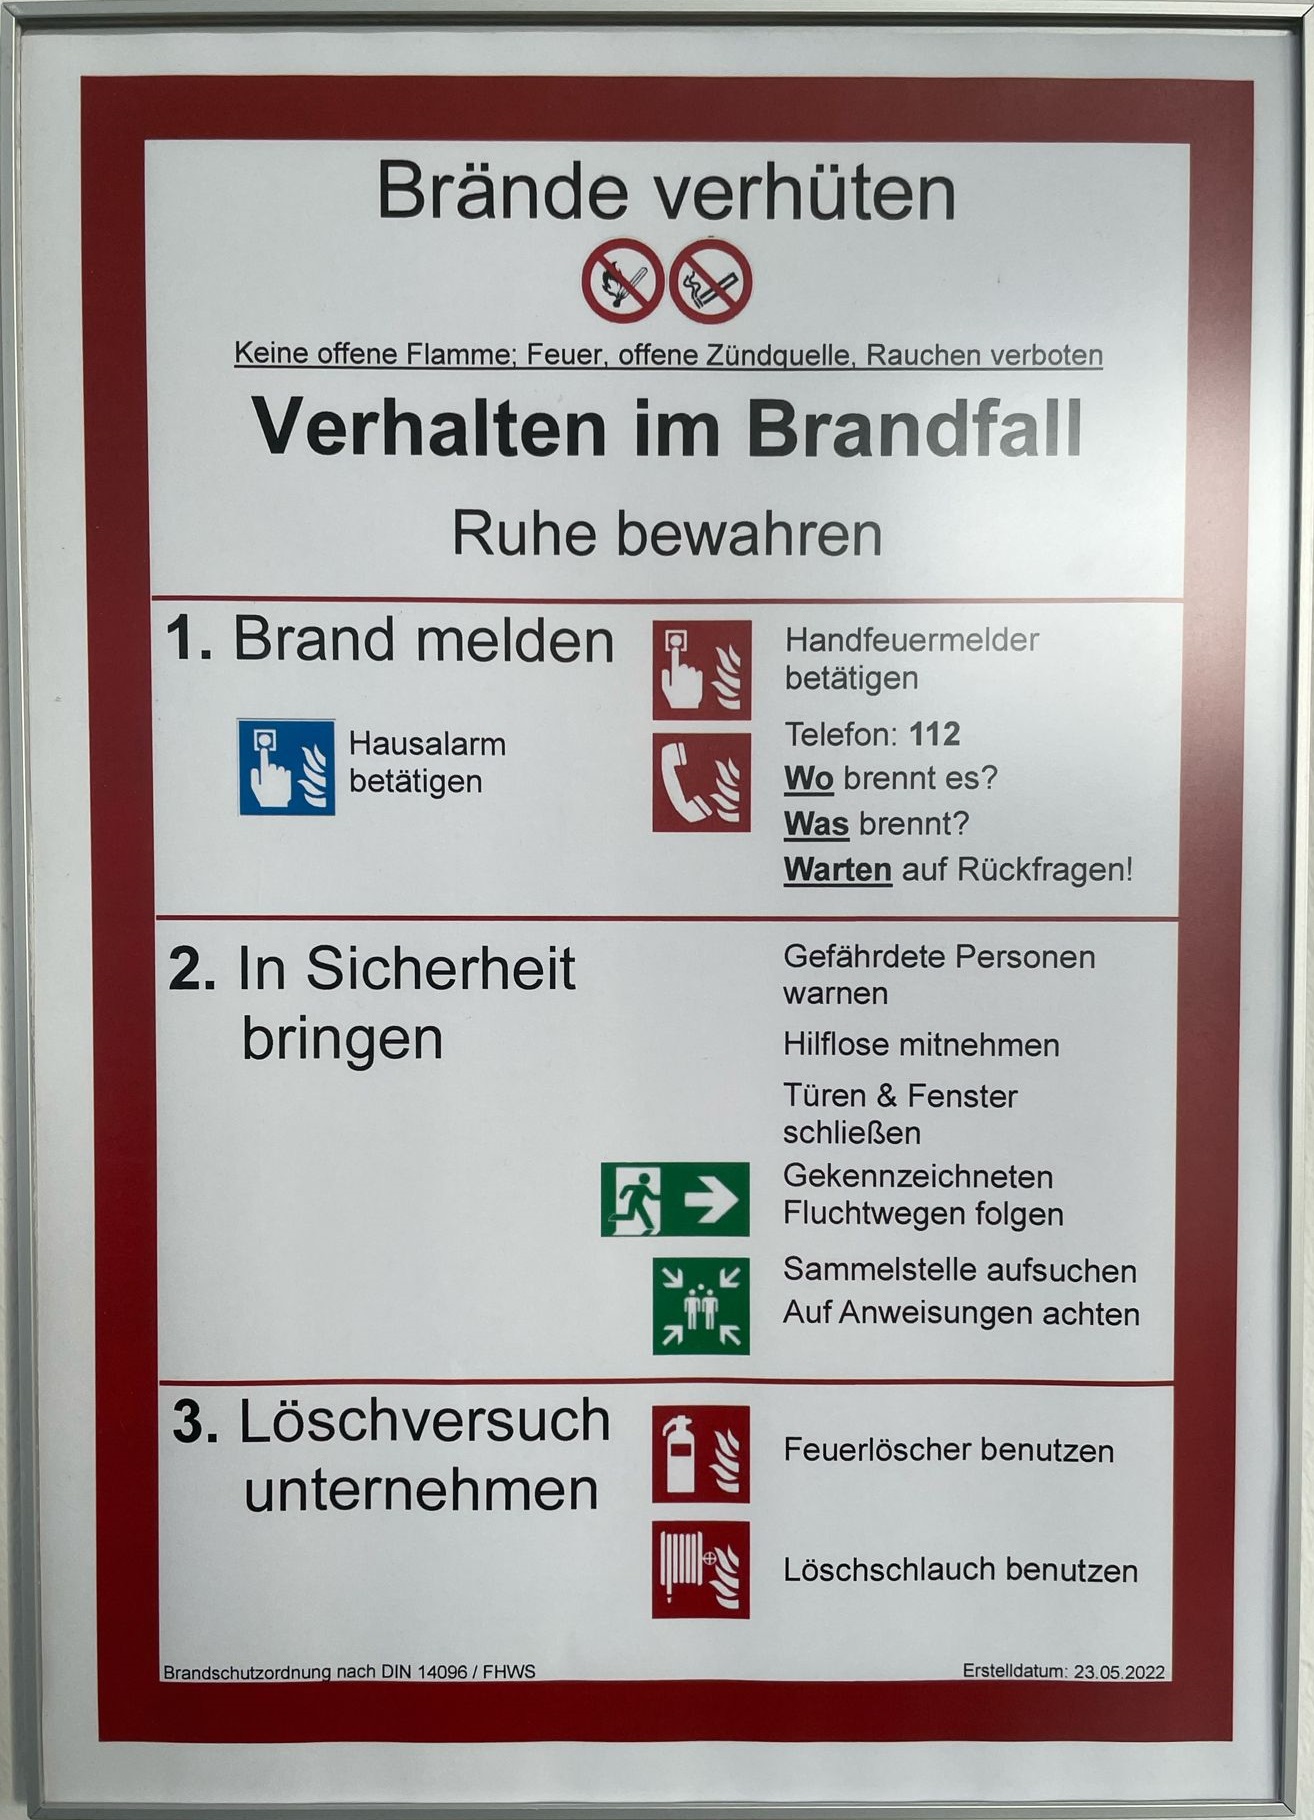 Brände verhüten
Keine offene Flamme; Feuer, offene Zündquelle, Rauchen verboten
Verhalten im Brandfall
Ruhe bewahren
1. Brand melden
Hausalarm
betätigen
Handfeuermelder
betätigen
Telefon: 112
Wo brennt es?
Was brennt?
Warten auf Rückfragen!
2. In Sicherheit
bringen
Gefährdete Personen
warnen
Hilflose mitnehmen
Türen & Fenster
schließen
Gekennzeichneten
Fluchtwegen folgen
Sammelstelle aufsuchen
Auf Anweisungen achten
3. Löschversuch
unternehmen
Feuerlöscher benutzen
Löschschlauch benutzen
Brandschutzordnung nach DIN 14096 / FHWS
Erstelldatum: 23.05.2022